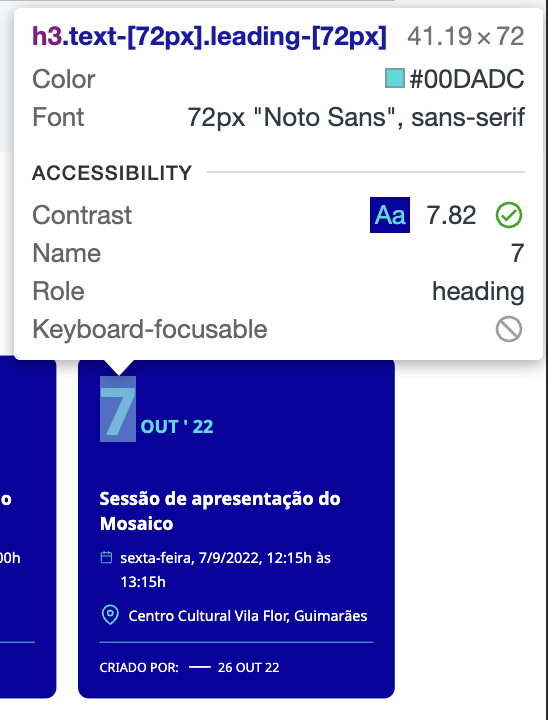 h3.text-[72px].leading-[72px] 41.19 × 72
Color #00DADC
Font 72px "Noto Sans", sans-serif
ACCESSIBILITY
Contrast Aa 7.82
Name 7
Role heading
Keyboard-focusable
7 OUT ' 22
o
Sessão de apresentação do
Mosaico
00h
sexta-feira, 7/9/2022, 12:15h às
13:15h
Centro Cultural Vila Flor, Guimarães
CRIADO POR: — 26 OUT 22